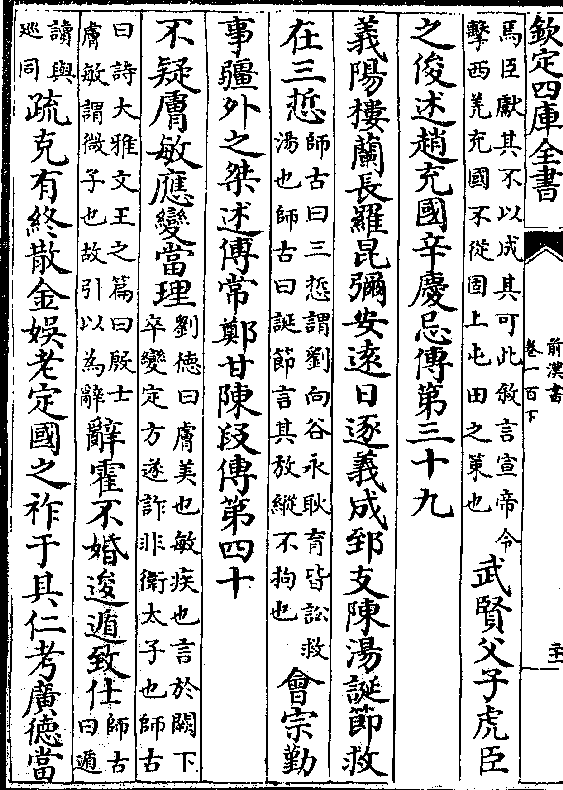 欽定四庫全書
前漢書
卷一百下
馬臣獻其不以成其可此敘言宣帝令
擊西羌充國不從固上屯田之策也
武賢父子虎臣
之俊述趙充國辛慶忌傳第三十九
義陽樓蘭長羅昆彌安逺日逐義成郅支陳湯誕節救
在三悊
師古曰三悊謂劉向谷永耿育皆訟救
湯也師古曰誕節言其放縱不拘也
會宗勤
事疆外之桀述傅常鄭甘陳段傳第四十
不疑膚敏應變當理
劉德曰膚美也敏疾也言於闕下
卒變定方遂詐非衛太子也師古
曰詩大雅文王之篇曰殷士
膚敏謂微子也故引以為辭
辭霍不婚逡遁致仕
師古
曰遁
讀與
廵同
疏克有終散金娛老定國之祚于其仁考廣德當